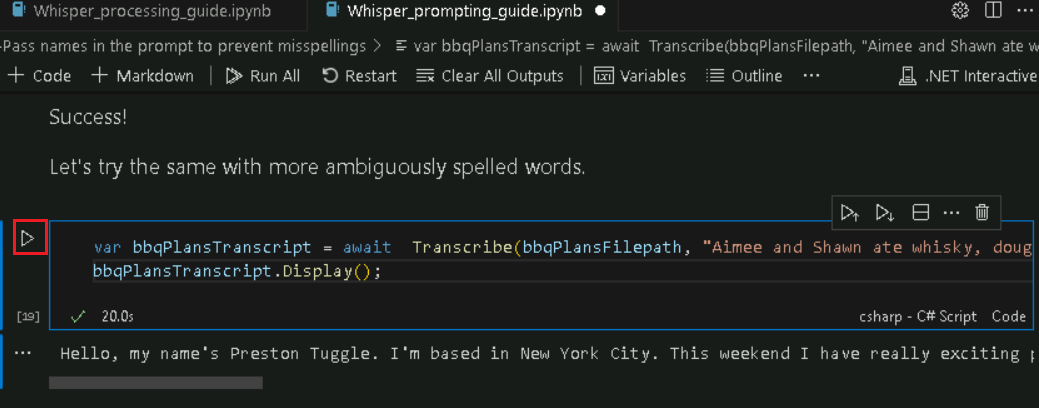 Whisper_processing_guide.ipynb Whisper_prompting_guide.ipynb
Pass names in the prompt to prevent misspellings > var bbqPlansTranscript = await Transcribe(bbqPlansFilepath, "Aimee and Shawn ate w
+ Code + Markdown Run All Restart Clear All Outputs Variables Outline ... .NET Interactive
Success!
Let's try the same with more ambiguously spelled words.
var bbqPlansTranscript = await Transcribe(bbqPlansFilepath, "Aimee and Shawn ate whisky, doug
bbqPlansTranscript.Display();
[19] 20.0s csharp - C# Script Code
Hello, my name's Preston Tuggle. I'm based in New York City. This weekend I have really exciting p